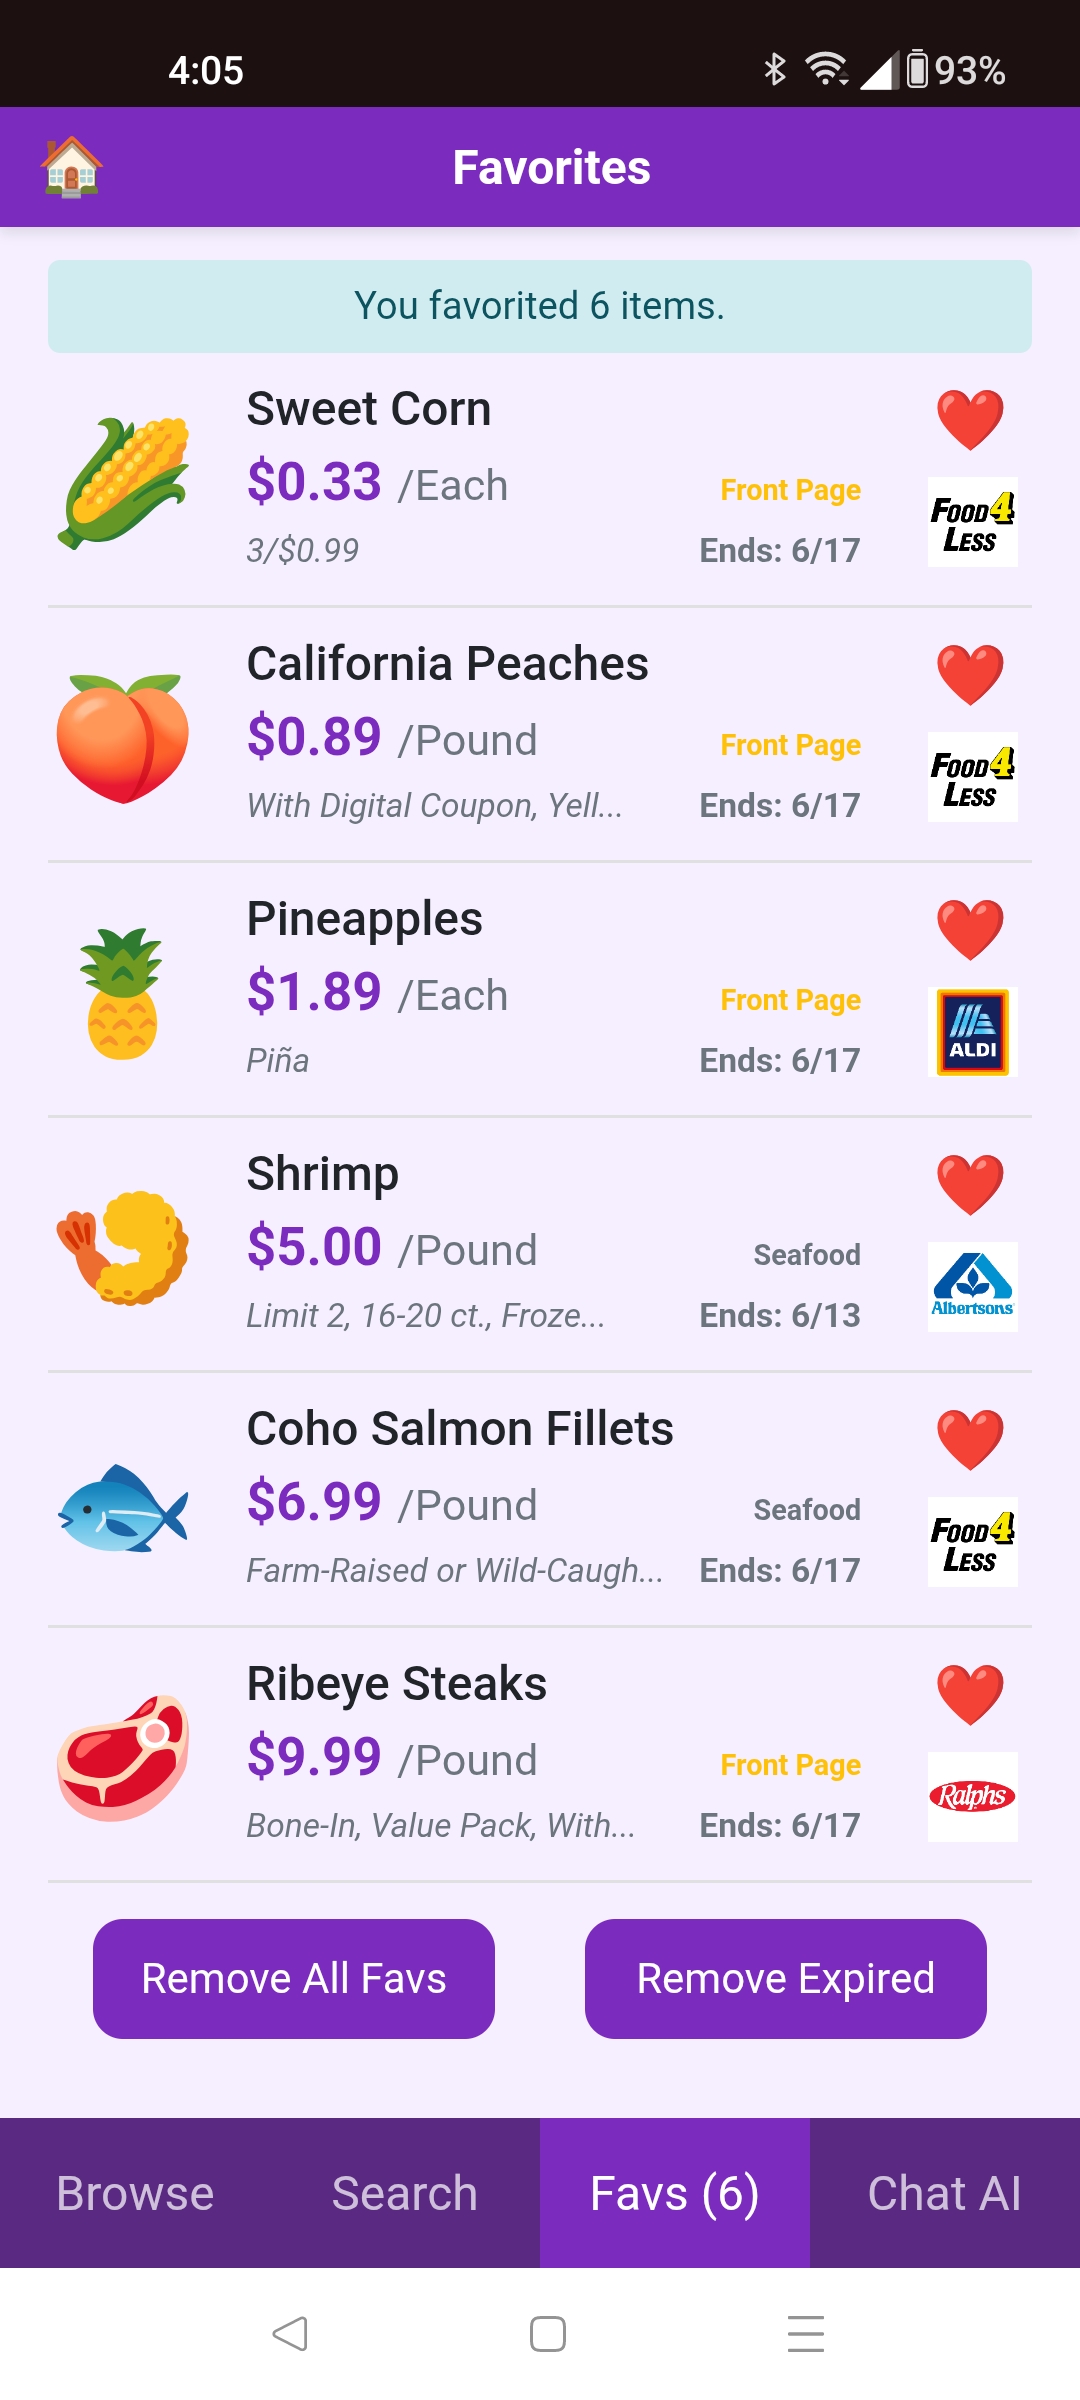 4:05 93%
Favorites
You favorited 6 items.
Sweet Corn
$0.33 /Each Front Page
3/$0.99 Ends: 6/17
FOOD 4 LESS
California Peaches
$0.89 /Pound Front Page
With Digital Coupon, Yell... Ends: 6/17
FOOD 4 LESS
Pineapples
$1.89 /Each Front Page
Piña Ends: 6/17
ALDI
Shrimp
$5.00 /Pound Seafood
Limit 2, 16-20 ct., Froze... Ends: 6/13
Albertsons
Coho Salmon Fillets
$6.99 /Pound Seafood
Farm-Raised or Wild-Caugh... Ends: 6/17
FOOD 4 LESS
Ribeye Steaks
$9.99 /Pound Front Page
Bone-In, Value Pack, With... Ends: 6/17
Ralphs
Remove All Favs Remove Expired
Browse Search Favs (6) Chat AI